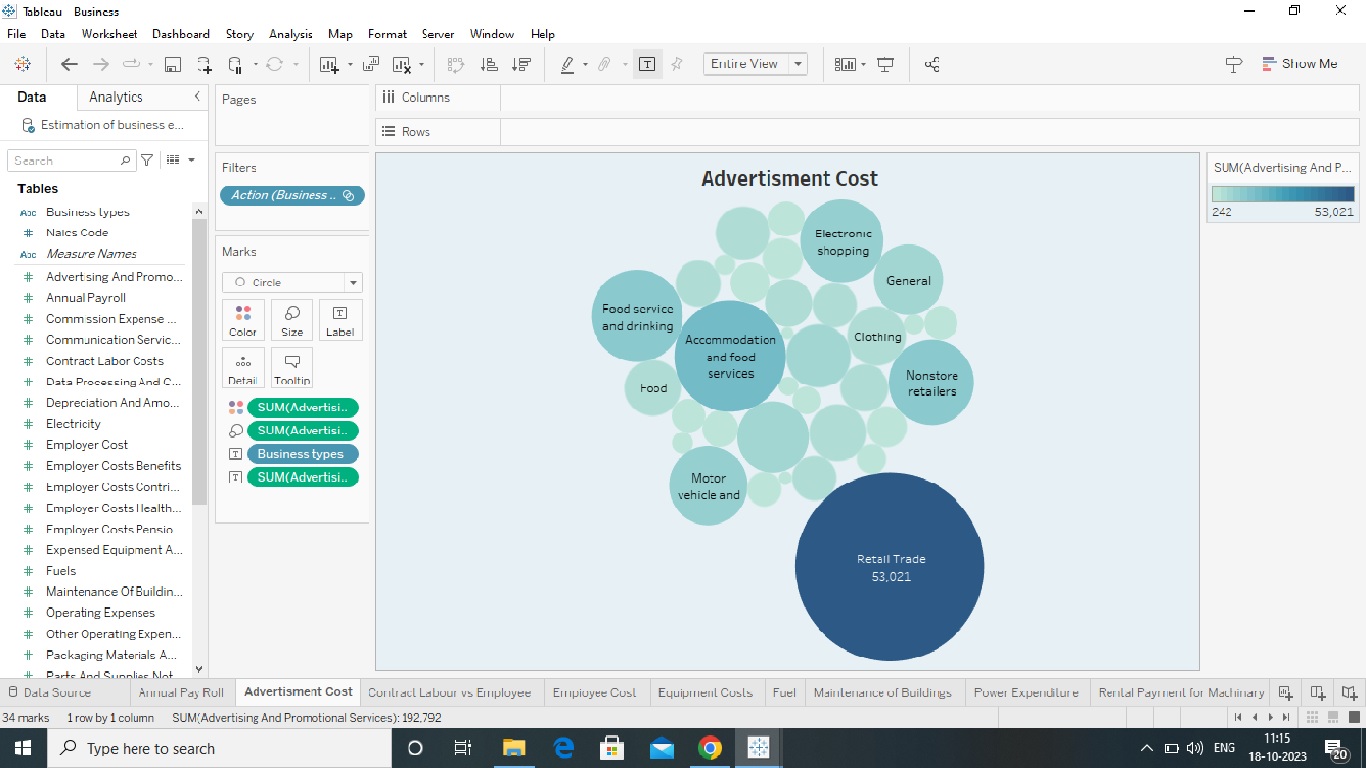 Tableau - Business
File Data Worksheet Dashboard Story Analysis Map Format Server Window Help
Entire View
Show Me
Data Analytics
Estimation of business e...
Search
Tables
Abc Business types
# Naics Code
Abc Measure Names
# Advertising And Promo...
# Annual Payroll
# Commission Expense ...
# Communication Servic...
# Contract Labor Costs
# Data Processing And C...
# Depreciation And Amo...
# Electricity
# Employer Cost
# Employer Costs Benefits
# Employer Costs Contri...
# Employer Costs Health...
# Employer Costs Pensio...
# Expensed Equipment A...
# Fuels
# Maintenance Of Buildin...
# Operating Expenses
# Other Operating Expen...
# Packaging Materials A...
# Parts And Supplies Not
Pages
Filters
Action (Business ..
Marks
Circle
Color Size Label
Detail Tooltip
SUM(Advertisi..
SUM(Advertisi..
Business types
SUM(Advertisi..
Columns
Rows
Advertisment Cost
Electronic
shopping
General
Food service
and drinking
Accommodation
and food
services
Clothing
Food
Nonstore
retailers
Motor
vehicle and
Retail Trade
53,021
SUM(Advertising And P...
242 53,021
Data Source Annual Pay Roll Advertisment Cost Contract Labour vs Employee Employee Cost Equipment Costs Fuel Maintenance of Buildings Power Expenditure Rental Payment for Machinery
34 marks 1 row by 1 column SUM(Advertising And Promotional Services): 192,792
Type here to search
ENG
11:15
18-10-2023
20